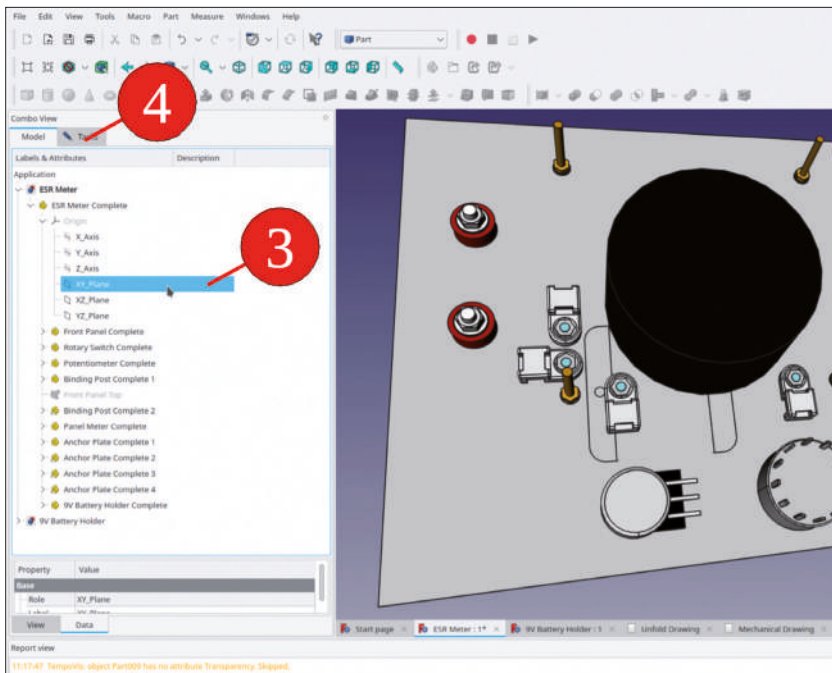 File Edit View Tools Macro Part Measure Windows Help
Part
4
Combo View
Model Tasks
Labels & Attributes Description
Application
ESR Meter
ESR Meter Complete
Origin
X_Axis
Y_Axis
Z_Axis
3
XY_Plane
XZ_Plane
YZ_Plane
Front Panel Complete
Rotary Switch Complete
Potentiometer Complete
Binding Post Complete 1
Front Panel Top
Binding Post Complete 2
Panel Meter Complete
Anchor Plate Complete 1
Anchor Plate Complete 2
Anchor Plate Complete 3
Anchor Plate Complete 4
9V Battery Holder Complete
9V Battery Holder
Property Value
Base
Role XY_Plane
Label XY_Plane
View Data
Start page ESR Meter : 1* 9V Battery Holder : 1 Unfold Drawing Mechanical Drawing
Report view
11:17:47 TempoVis: object Part009 has no attribute Transparency. Skipped.